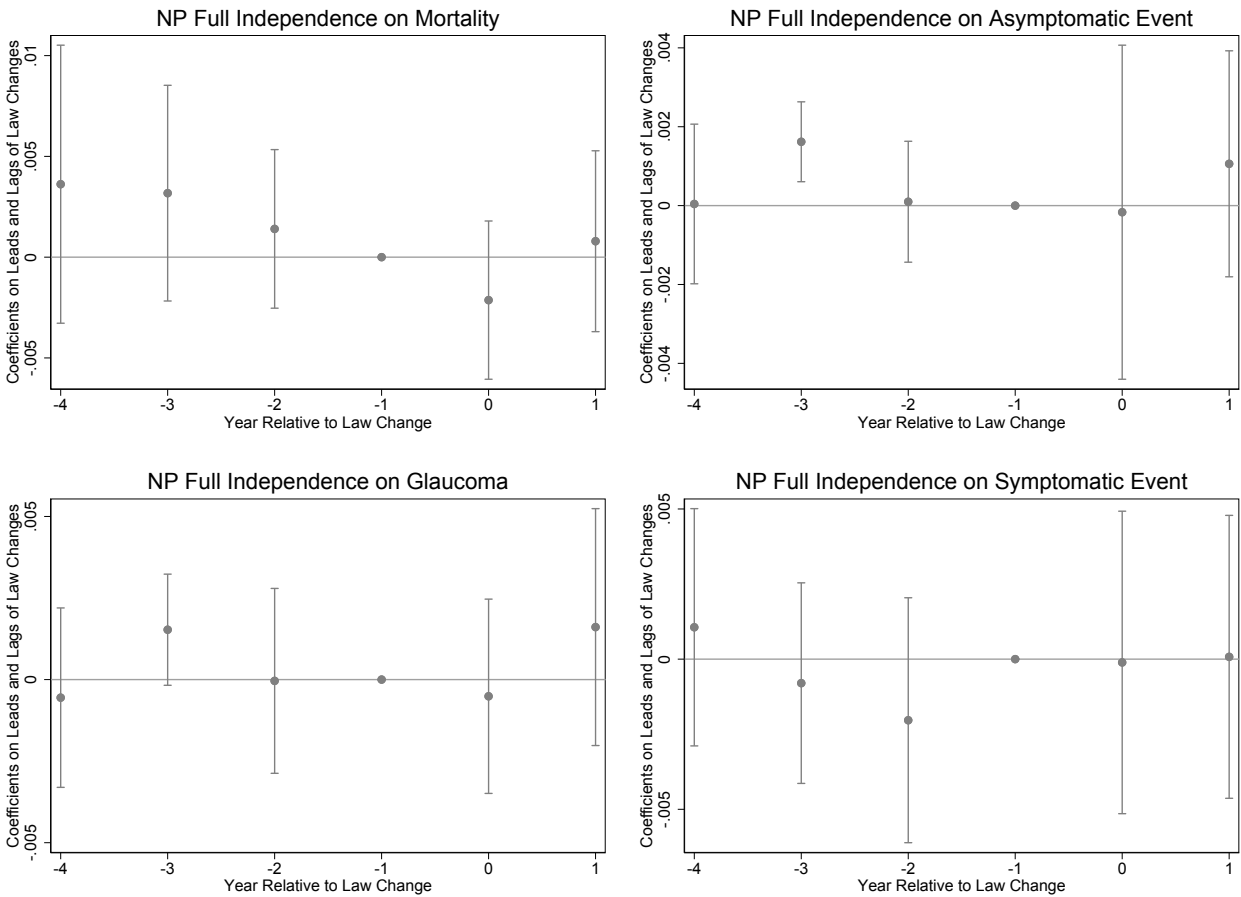 NP Full Independence on Mortality
Coefficients on Leads and Lags of Law Changes
.01
.005
0
-.005
-4 -3 -2 -1 0 1
Year Relative to Law Change
NP Full Independence on Asymptomatic Event
Coefficients on Leads and Lags of Law Changes
.004
.002
0
-.002
-.004
-4 -3 -2 -1 0 1
Year Relative to Law Change
NP Full Independence on Glaucoma
Coefficients on Leads and Lags of Law Changes
.005
0
-.005
-4 -3 -2 -1 0 1
Year Relative to Law Change
NP Full Independence on Symptomatic Event
Coefficients on Leads and Lags of Law Changes
.005
0
-.005
-4 -3 -2 -1 0 1
Year Relative to Law Change